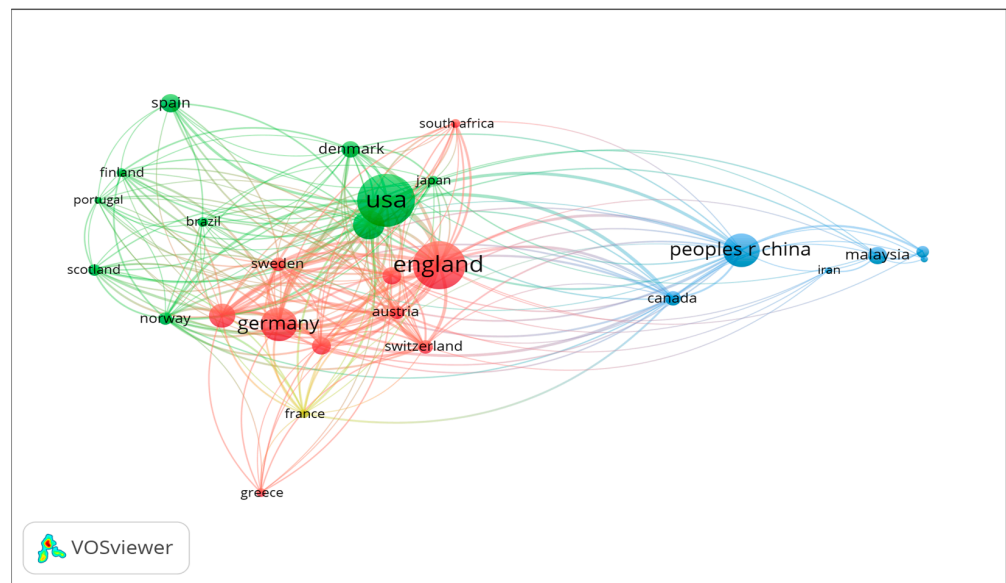 spain
south africa
denmark
finland
japan
portugal
usa
brazil
peoples r china
malaysia
sweden
england
scotland
iran
canada
austria
norway
germany
switzerland
france
greece
VOSviewer